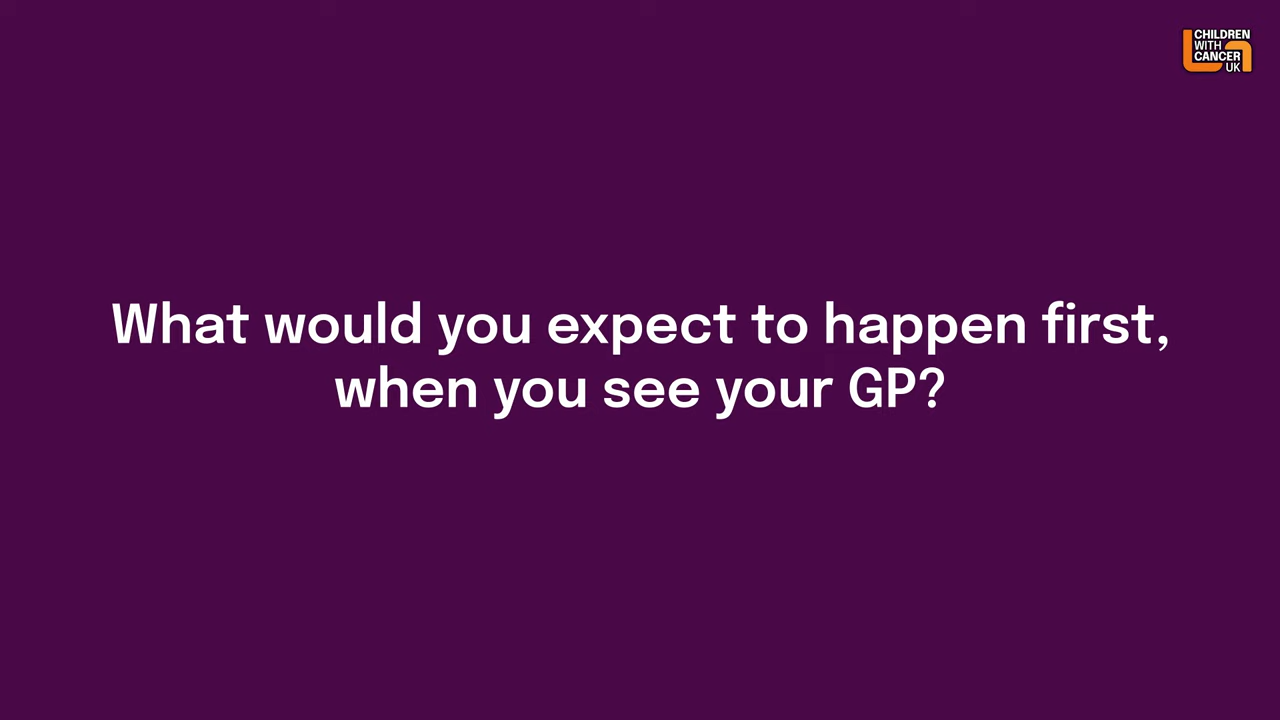 CHILDREN
WITH
CANCER
UK
What would you expect to happen first,
when you see your GP?